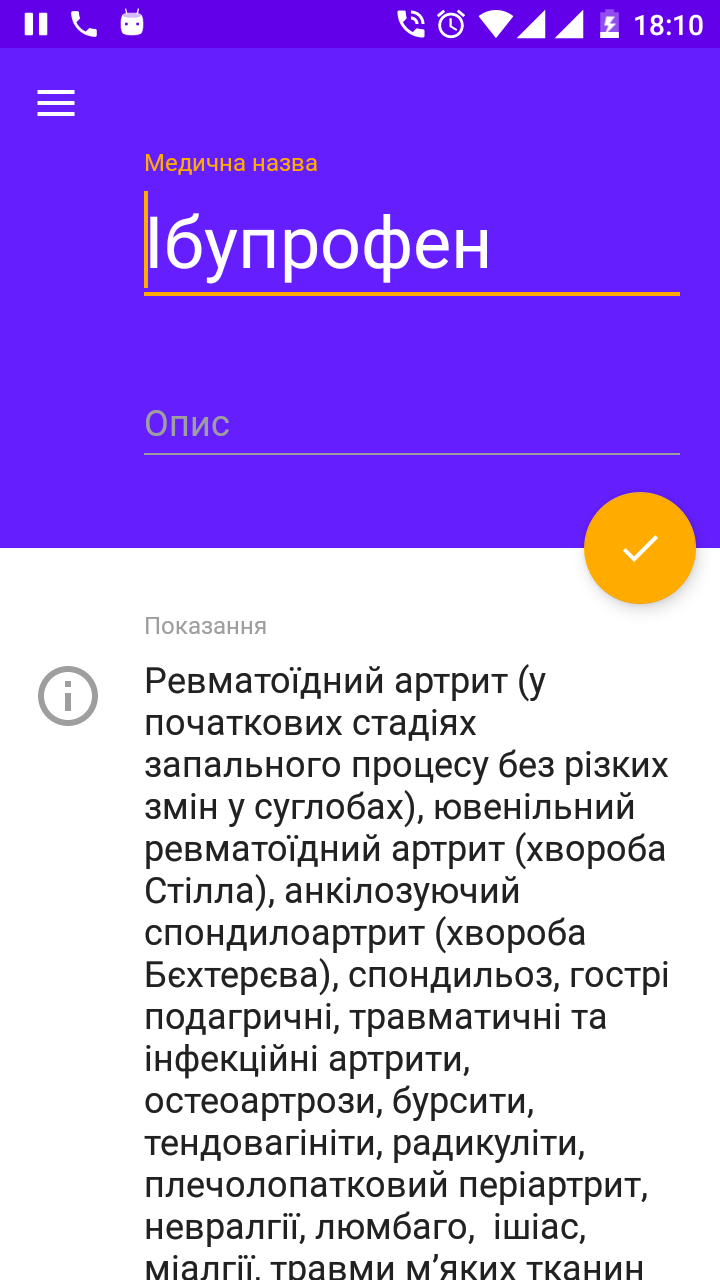 18:10
Медична назва
Ібупрофен
Опис
Показання
Ревматоїдний артрит (у
початкових стадіях
запального процесу без різких
змін у суглобах), ювенільний
ревматоїдний артрит (хвороба
Стілла), анкілозуючий
спондилоартрит (хвороба
Бєхтерєва), спондильоз, гострі
подагричні, травматичні та
інфекційні артрити,
остеоартрози, бурсити,
тендовагініти, радикуліти,
плечолопатковий періартрит,
невралгії, люмбаго,  ішіас,
міалгії, травми м’яких тканин